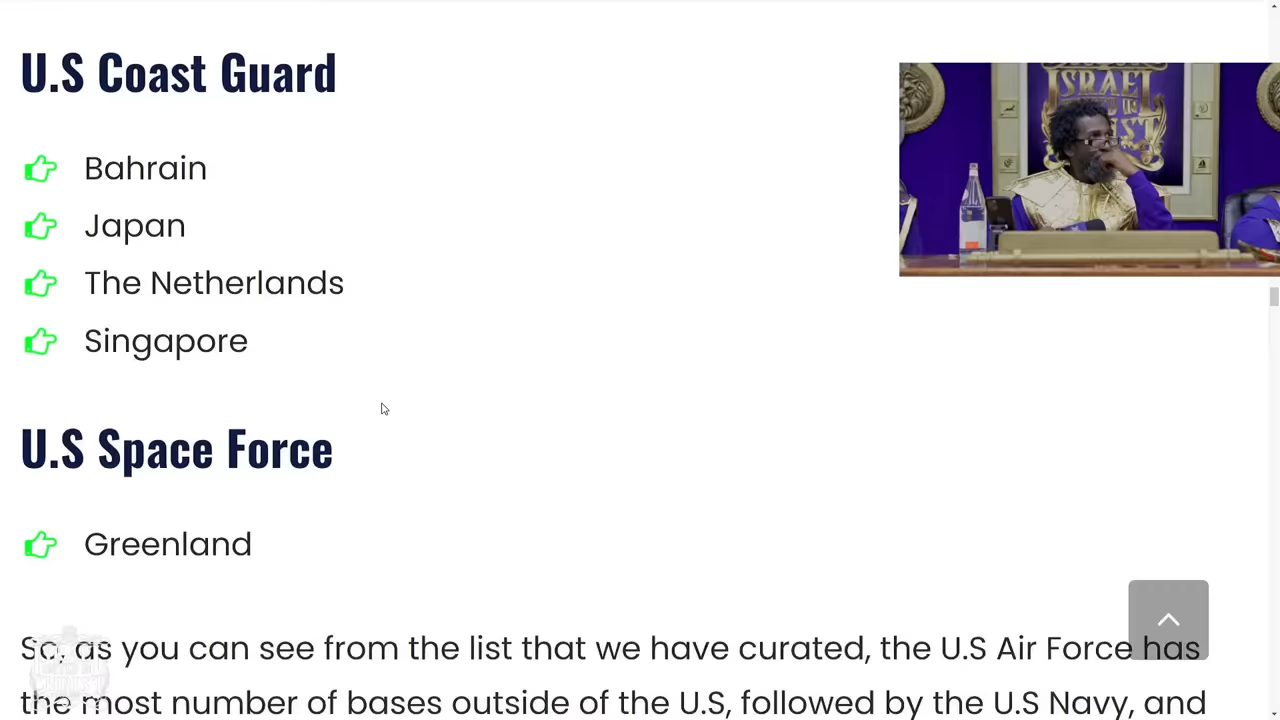 U.S Coast Guard
Bahrain
Japan
The Netherlands
Singapore
U.S Space Force
Greenland
So, as you can see from the list that we have curated, the U.S Air Force has
the most number of bases outside of the U.S, followed by the U.S Navy, and
ISRAEL